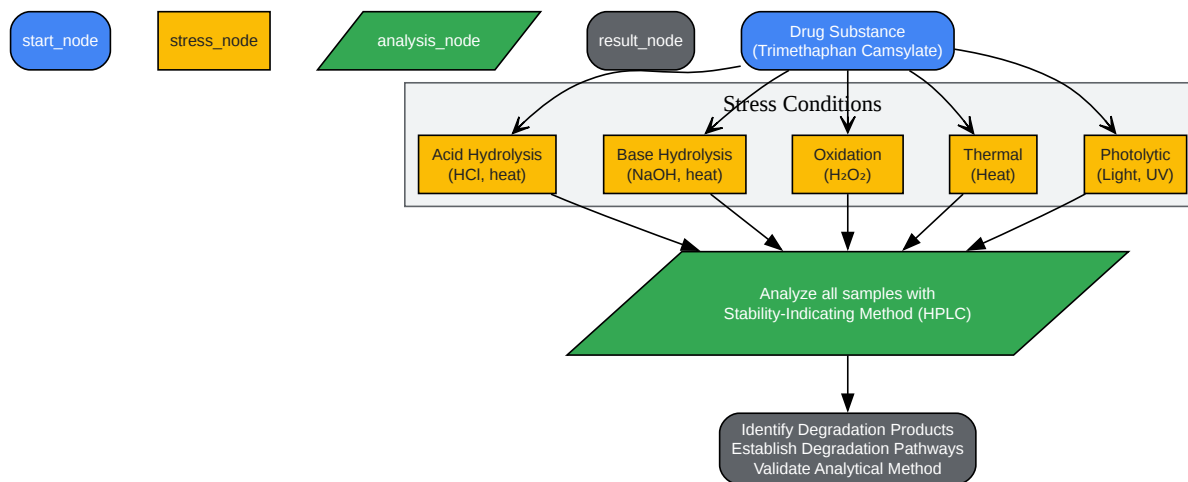 start_node
stress_node
analysis_node
result_node
Drug Substance
(Trimethaphan Camsylate)
Stress Conditions
Acid Hydrolysis
(HCl, heat)
Base Hydrolysis
(NaOH, heat)
Oxidation
(H₂O₂)
Thermal
(Heat)
Photolytic
(Light, UV)
Analyze all samples with
Stability-Indicating Method (HPLC)
Identify Degradation Products
Establish Degradation Pathways
Validate Analytical Method